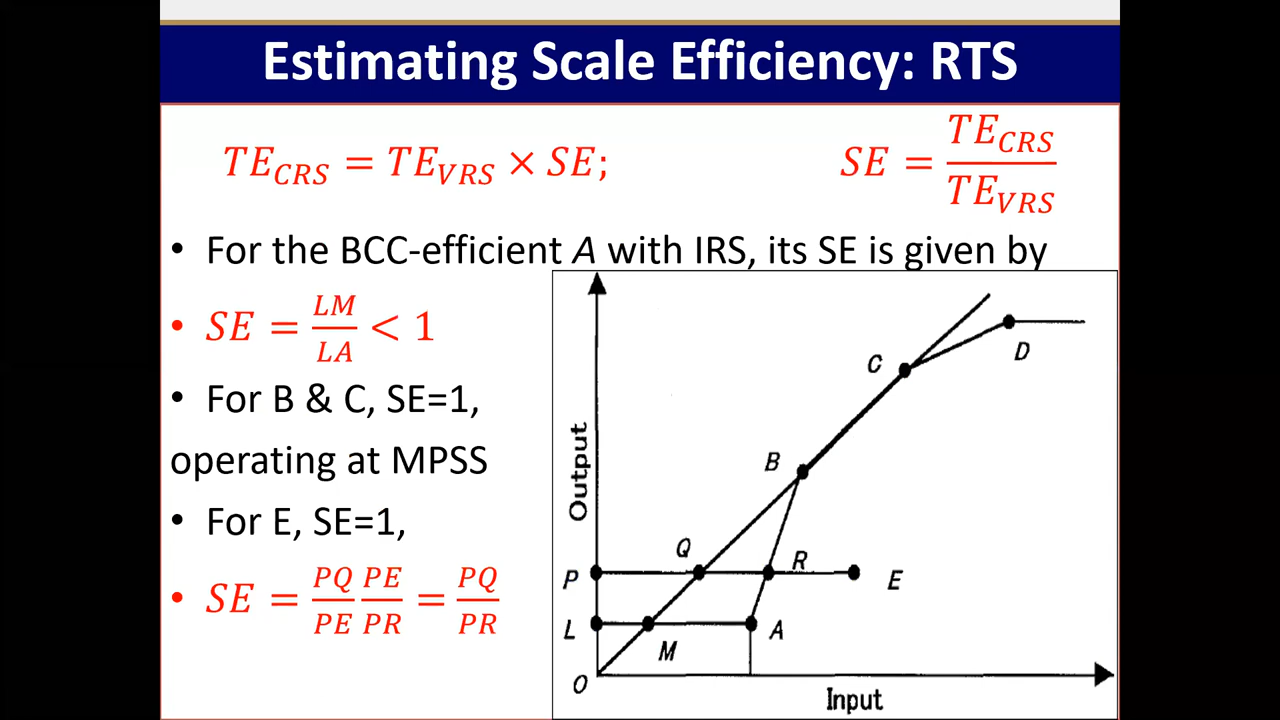 Estimating Scale Efficiency: RTS
TE_CRS = TE_VRS × SE;
SE = TE_CRS / TE_VRS
• For the BCC-efficient A with IRS, its SE is given by
• SE = LM / LA < 1
• For B & C, SE=1,
operating at MPSS
• For E, SE=1,
• SE = PQ/PE PE/PR = PQ/PR
Output
C
D
B
Q
R
P
E
L
A
M
O
Input